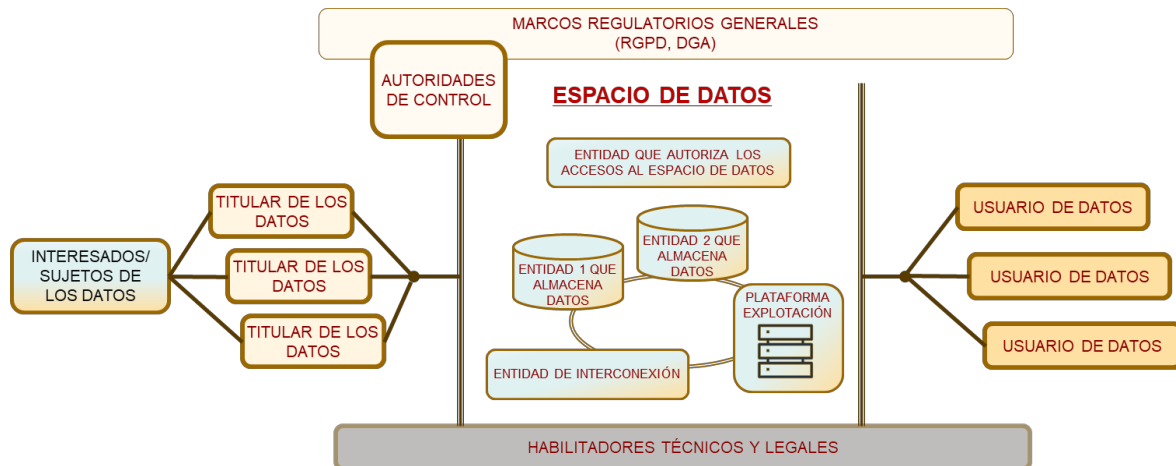 MARCOS REGULATORIOS GENERALES
(RGPD, DGA)
AUTORIDADES
DE CONTROL
ESPACIO DE DATOS
ENTIDAD QUE AUTORIZA LOS
ACCESOS AL ESPACIO DE DATOS
INTERESADOS/
SUJETOS DE
LOS DATOS
TITULAR DE LOS
DATOS
TITULAR DE LOS
DATOS
TITULAR DE LOS
DATOS
ENTIDAD 1 QUE
ALMACENA
DATOS
ENTIDAD 2 QUE
ALMACENA
DATOS
PLATAFORMA
EXPLOTACIÓN
ENTIDAD DE INTERCONEXIÓN
USUARIO DE DATOS
USUARIO DE DATOS
USUARIO DE DATOS
HABILITADORES TÉCNICOS Y LEGALES